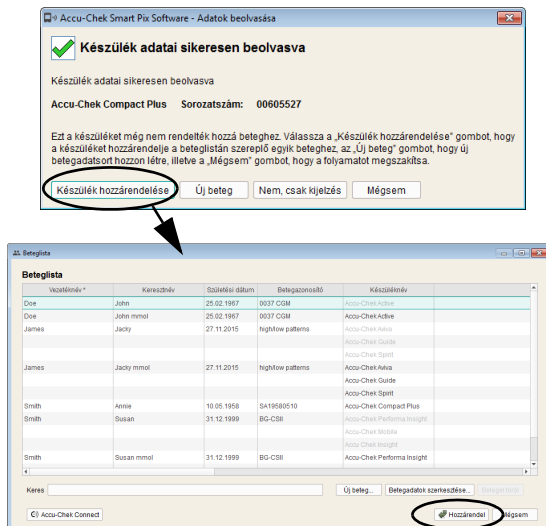 Accu-Chek Smart Pix Software - Adatok beolvasása
Készülék adatai sikeresen beolvasva
Készülék adatai sikeresen beolvasva
Accu-Chek Compact Plus Sorozatszám: 00605527
Ezt a készüléket még nem rendelték hozzá beteghez. Válassza a „Készülék hozzárendelése” gombot, hogy
a készüléket hozzárendelje a beteglistán szereplő egyik beteghez, az „Új beteg” gombot, hogy új
betegadatsort hozzon létre, illetve a „Mégsem” gombot, hogy a folyamatot megszakítsa.
Készülék hozzárendelése Új beteg Nem, csak kijelzés Mégsem
Beteglista
Beteglista
Vezetéknév * Keresztnév Születési dátum Betegazonosító Készüléknév
Doe John 25.02.1967 0037 CGM Accu-Chek Active
Doe John mmol 25.02.1967 0037 CGM Accu-Chek Active
James Jacky 27.11.2015 high/low patterns Accu-Chek Aviva
Accu-Chek Guide
Accu-Chek Spirit
James Jacky mmol 27.11.2015 high/low patterns Accu-Chek Aviva
Accu-Chek Guide
Accu-Chek Spirit
Smith Annie 10.05.1958 SA19580510 Accu-Chek Compact Plus
Smith Susan 31.12.1999 BG-CSII Accu-Chek Performa Insight
Accu-Chek Mobile
Accu-Chek Insight
Smith Susan mmol 31.12.1999 BG-CSII Accu-Chek Performa Insight
Keres Új beteg... Betegadatok szerkesztése...
Accu-Chek Connect Hozzárendel Mégsem